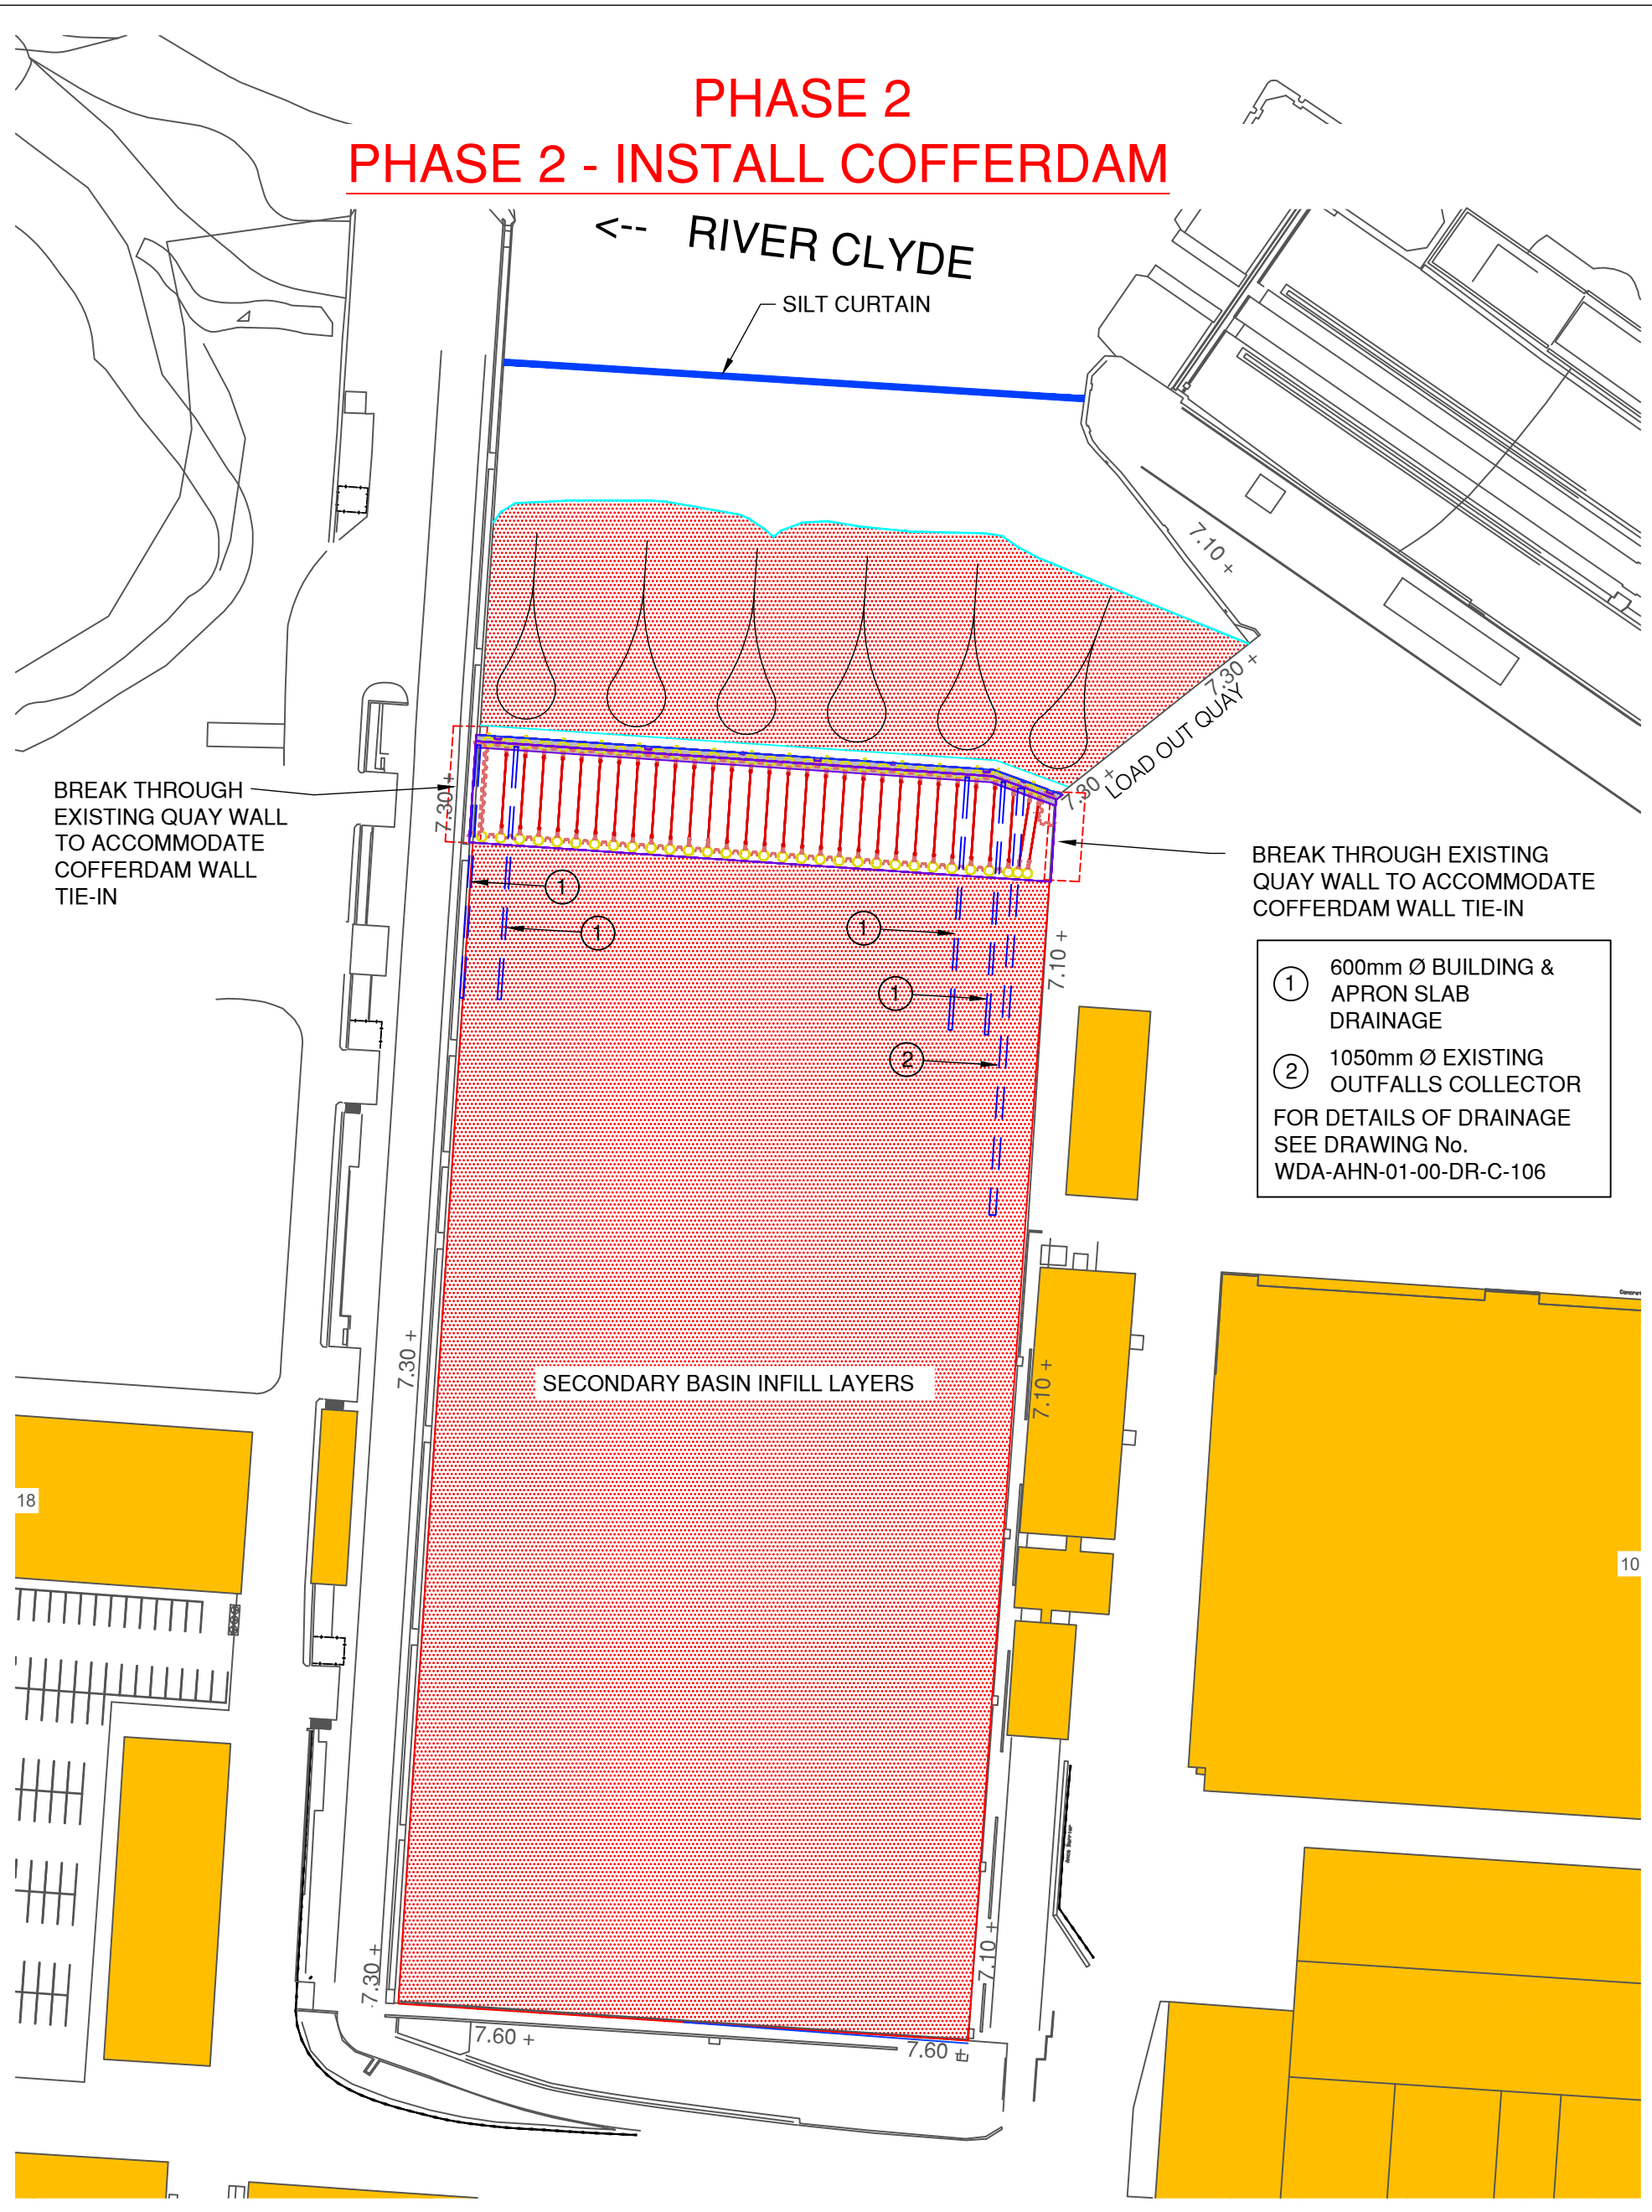 PHASE 2
PHASE 2 - INSTALL COFFERDAM
<-- RIVER CLYDE
SILT CURTAIN
7.10 +
7.30 +
LOAD OUT QUAY
7.30 +
7.30 +
BREAK THROUGH
EXISTING QUAY WALL
TO ACCOMMODATE
COFFERDAM WALL
TIE-IN
BREAK THROUGH EXISTING
QUAY WALL TO ACCOMMODATE
COFFERDAM WALL TIE-IN
1
1
1
1
2
7.10 +
1 600mm Ø BUILDING &
APRON SLAB
DRAINAGE
2 1050mm Ø EXISTING
OUTFALLS COLLECTOR
FOR DETAILS OF DRAINAGE
SEE DRAWING No.
WDA-AHN-01-00-DR-C-106
7.30 +
SECONDARY BASIN INFILL LAYERS
7.10 +
18
10
7.30 +
7.10 +
7.60 +
7.60 +